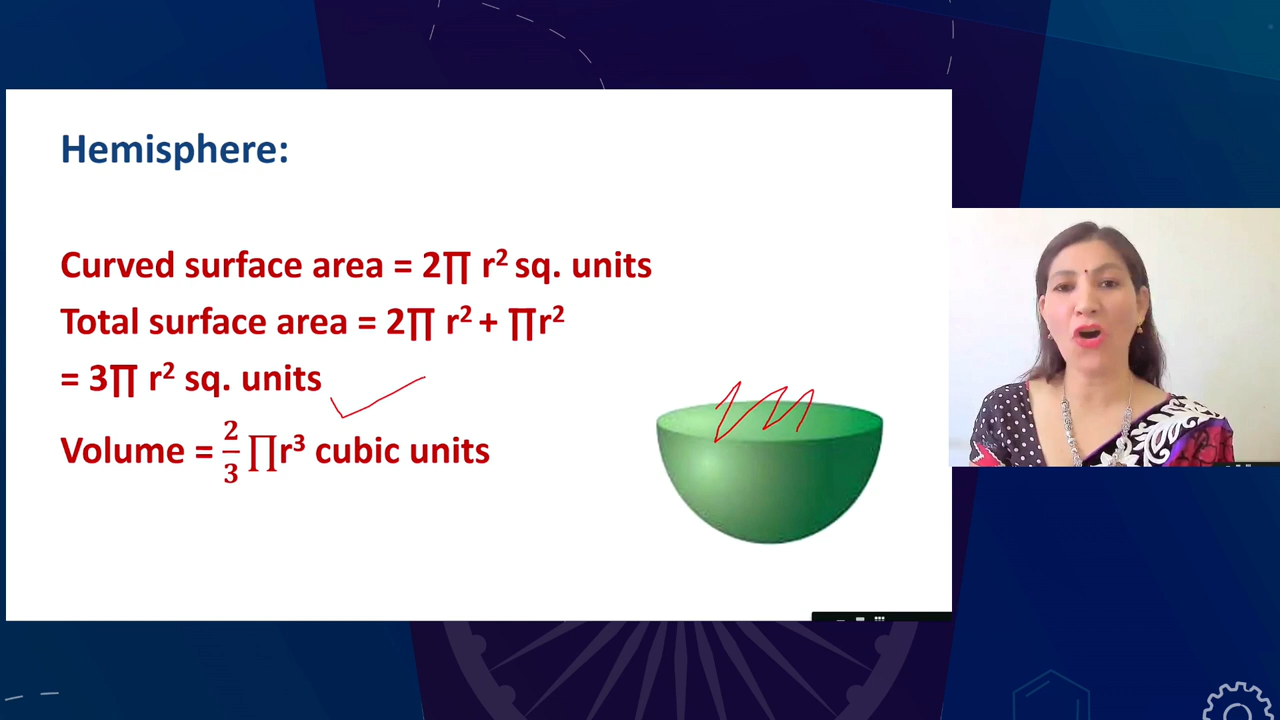 Hemisphere:
Curved surface area = 2∏ r² sq. units
Total surface area = 2∏ r² + ∏r²
= 3∏ r² sq. units
Volume = 2/3 ∏r³ cubic units